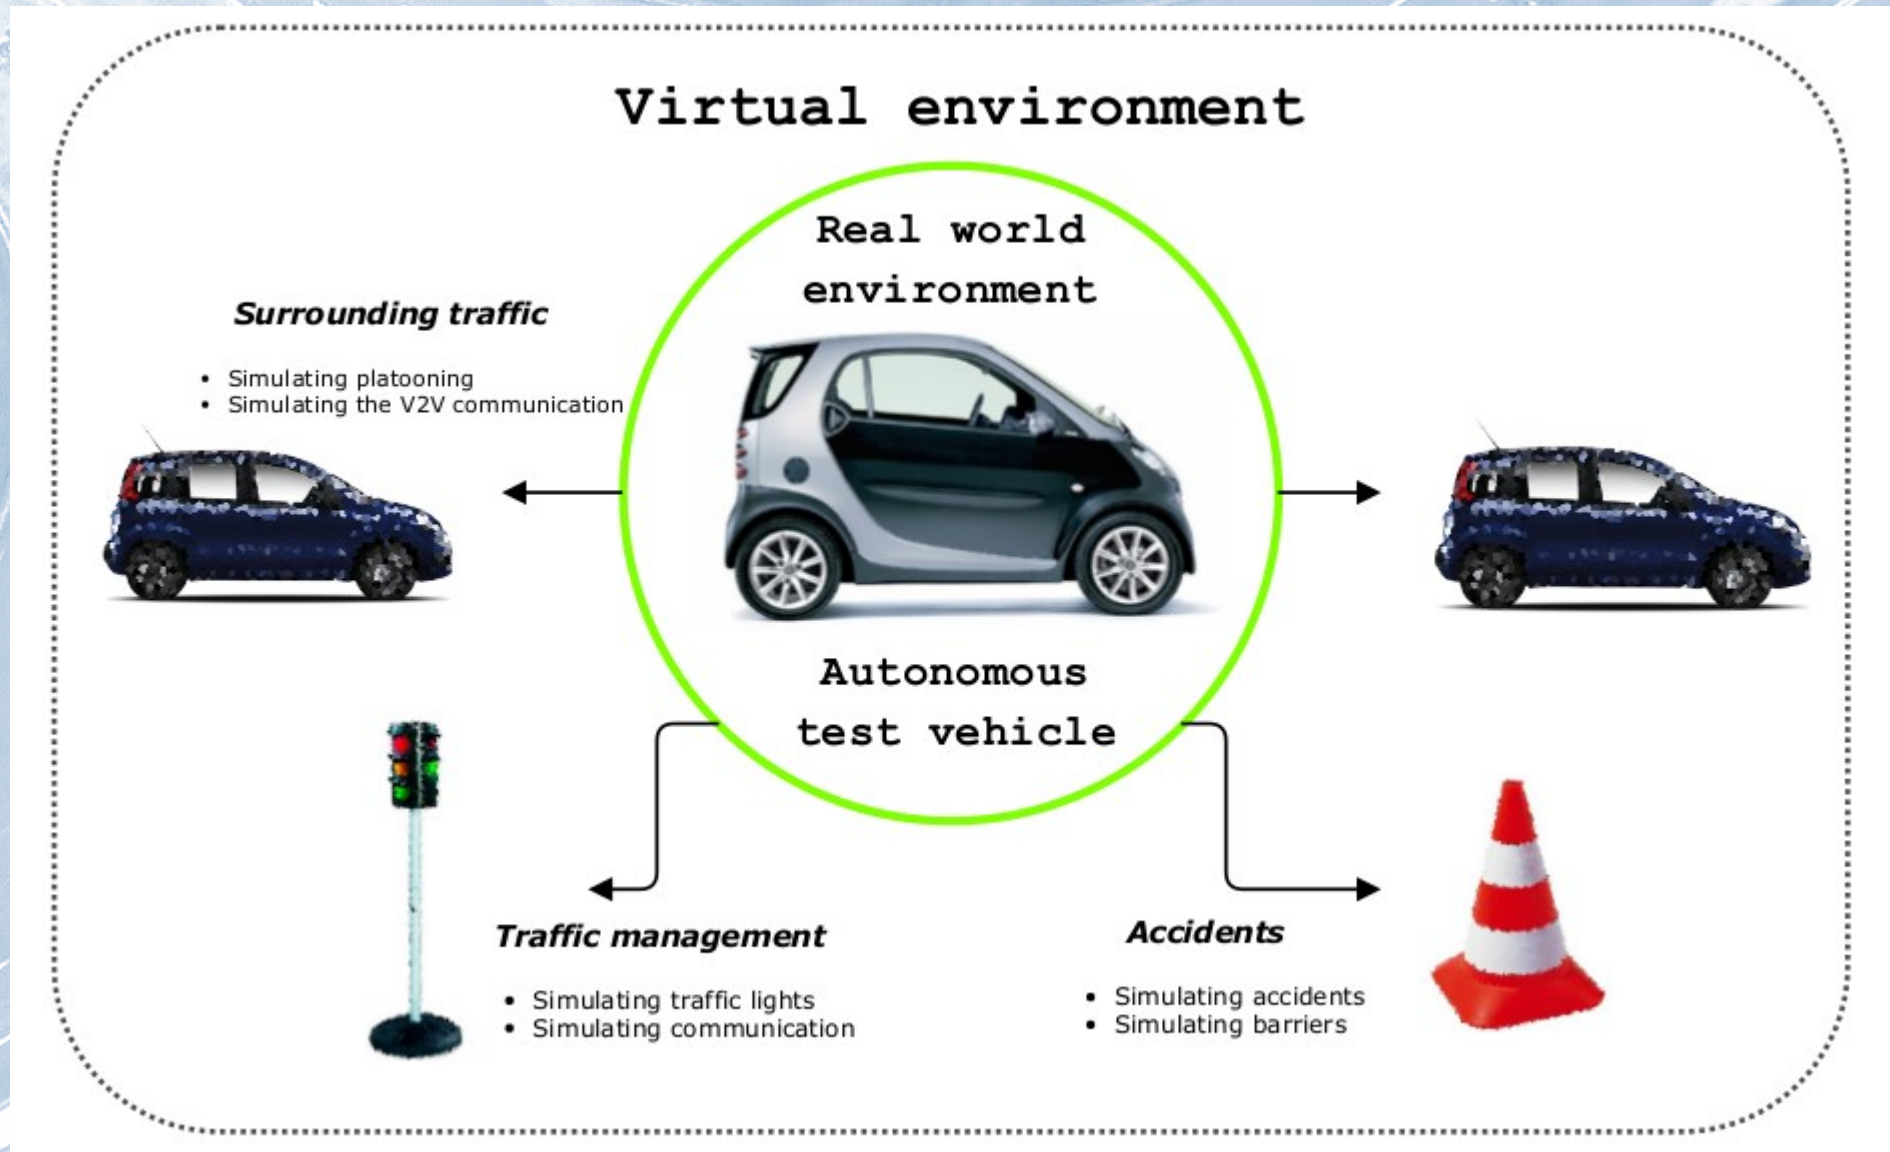 Virtual environment
Real world
environment
Surrounding traffic
• Simulating platooning
• Simulating the V2V communication
Autonomous
test vehicle
Traffic management
• Simulating traffic lights
• Simulating communication
Accidents
• Simulating accidents
• Simulating barriers